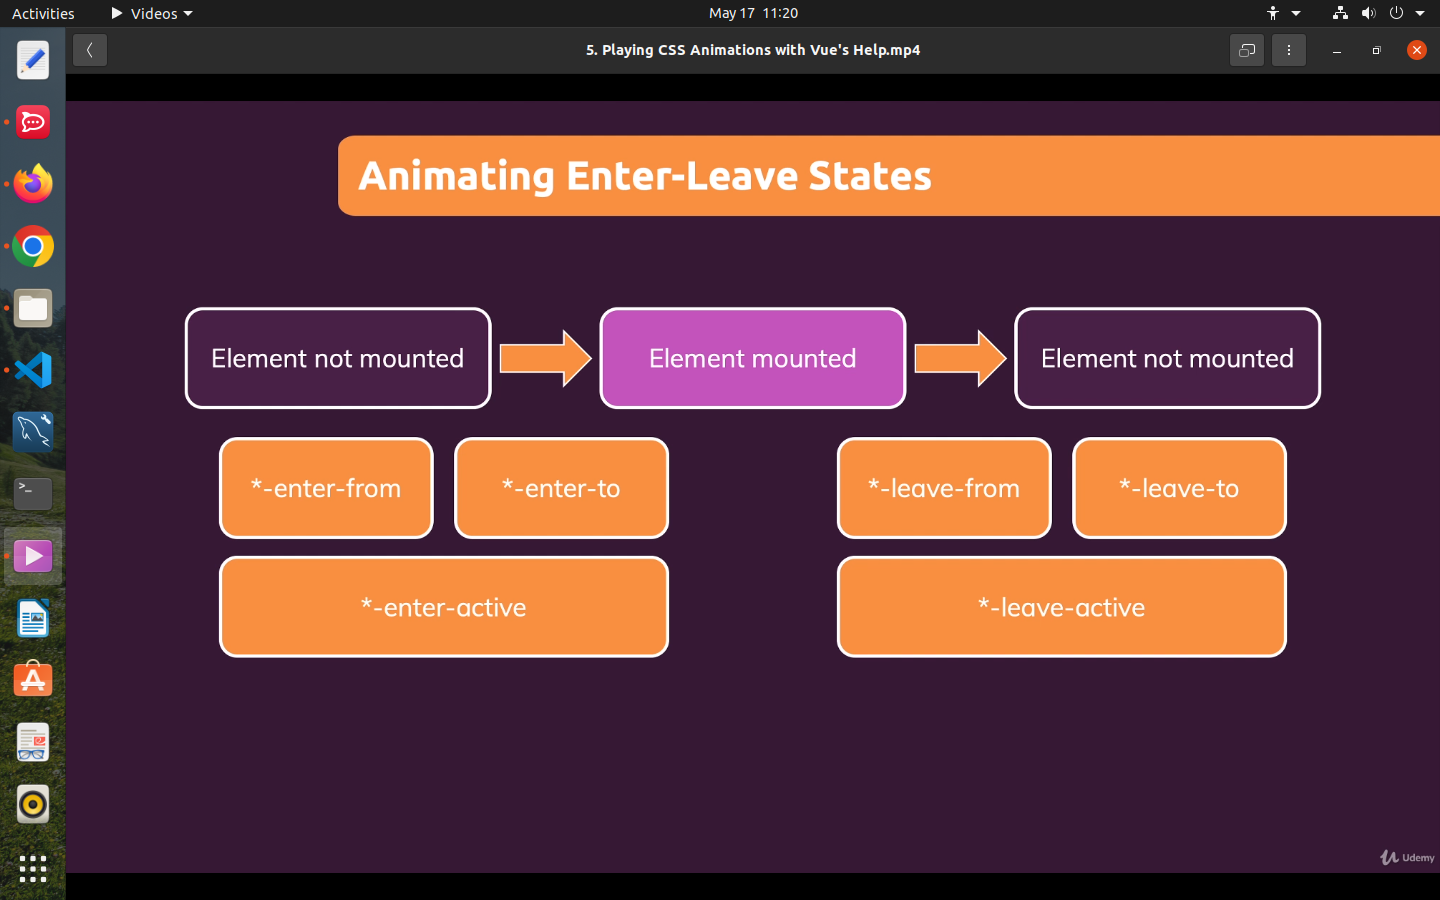 Activities
Videos
May 17 11:20
5. Playing CSS Animations with Vue's Help.mp4
Animating Enter-Leave States
Element not mounted
Element mounted
Element not mounted
*-enter-from
*-enter-to
*-leave-from
*-leave-to
*-enter-active
*-leave-active
>_
Udemy